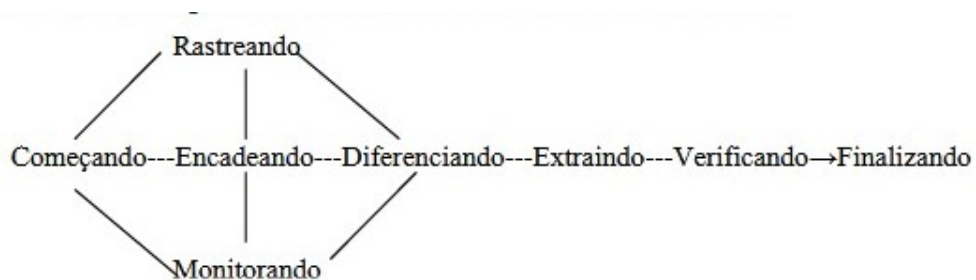 Rastreando
Começando---Encadeando---Diferenciando---Extraindo---Verificando→Finalizando
Monitorando